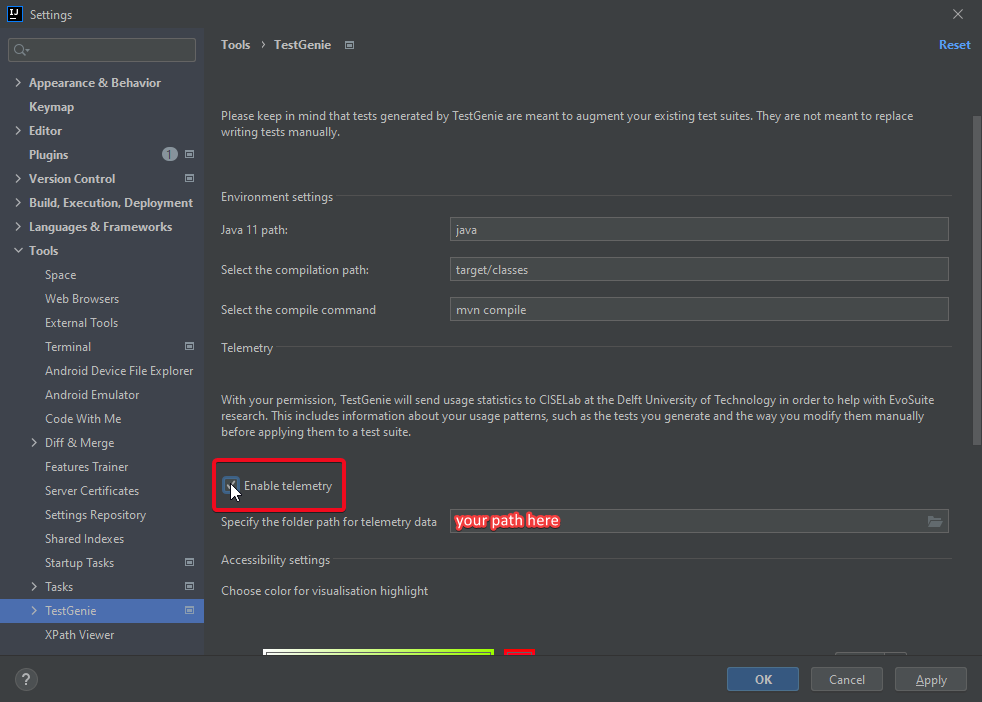 IJ
Settings
Tools › TestGenie
Reset
Appearance & Behavior
Keymap
Editor
Plugins 1
Version Control
Build, Execution, Deployment
Languages & Frameworks
Tools
Space
Web Browsers
External Tools
Terminal
Android Device File Explorer
Android Emulator
Code With Me
Diff & Merge
Features Trainer
Server Certificates
Settings Repository
Shared Indexes
Startup Tasks
Tasks
TestGenie
XPath Viewer
Please keep in mind that tests generated by TestGenie are meant to augment your existing test suites. They are not meant to replace
writing tests manually.
Environment settings
Java 11 path: java
Select the compilation path: target/classes
Select the compile command mvn compile
Telemetry
With your permission, TestGenie will send usage statistics to CISELab at the Delft University of Technology in order to help with EvoSuite
research. This includes information about your usage patterns, such as the tests you generate and the way you modify them manually
before applying them to a test suite.
Enable telemetry
Specify the folder path for telemetry data your path here
Accessibility settings
Choose color for visualisation highlight
? OK Cancel Apply